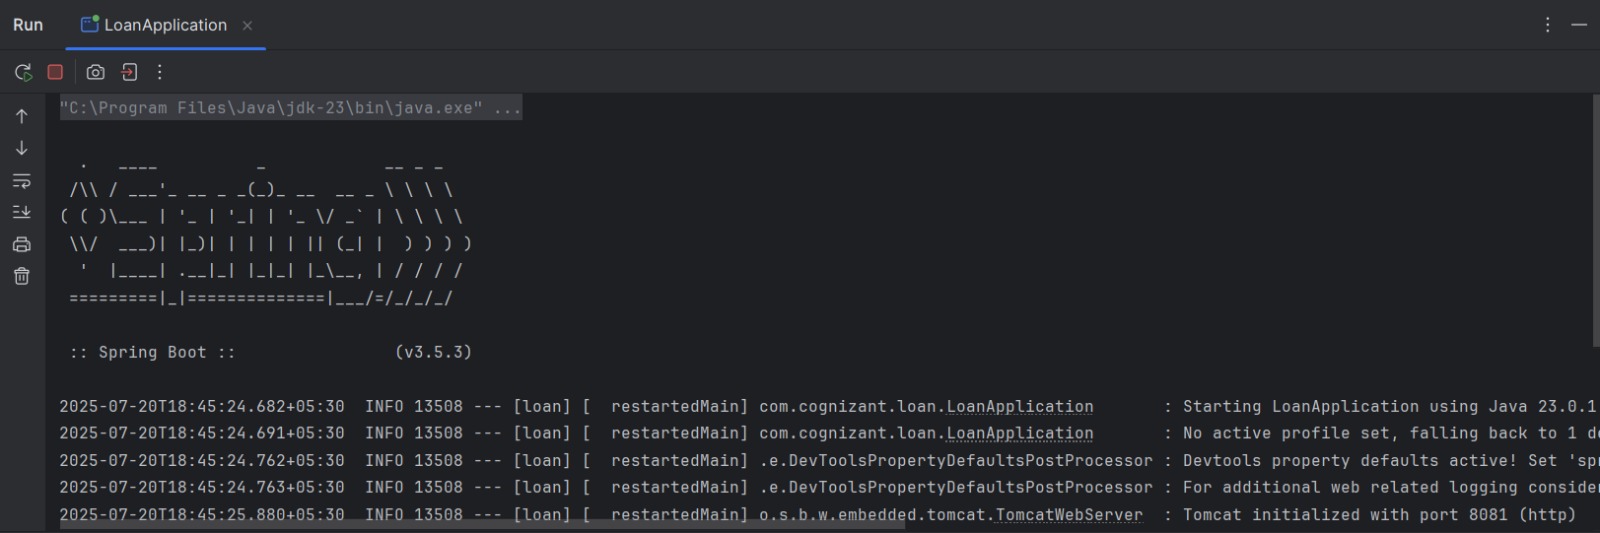 Run LoanApplication
"C:\Program Files\Java\jdk-23\bin\java.exe" ...
  .   ____          _            __ _ _
 /\\ / ___'_ __ _ _(_)_ __  __ _ \ \ \ \
( ( )\___ | '_ | '_| | '_ \/ _` | \ \ \ \
 \\/  ___)| |_)| | | | | || (_| |  ) ) ) )
  '  |____| .__|_| |_|_| |_\__, | / / / /
 =========|_|==============|___/=/_/_/_/
 :: Spring Boot ::                (v3.5.3)
2025-07-20T18:45:24.682+05:30  INFO 13508 --- [loan] [  restartedMain] com.cognizant.loan.LoanApplication       : Starting LoanApplication using Java 23.0.1
2025-07-20T18:45:24.691+05:30  INFO 13508 --- [loan] [  restartedMain] com.cognizant.loan.LoanApplication       : No active profile set, falling back to 1 de
2025-07-20T18:45:24.762+05:30  INFO 13508 --- [loan] [  restartedMain] .e.DevToolsPropertyDefaultsPostProcessor : Devtools property defaults active! Set 'spr
2025-07-20T18:45:24.763+05:30  INFO 13508 --- [loan] [  restartedMain] .e.DevToolsPropertyDefaultsPostProcessor : For additional web related logging consider
2025-07-20T18:45:25.880+05:30  INFO 13508 --- [loan] [  restartedMain] o.s.b.w.embedded.tomcat.TomcatWebServer  : Tomcat initialized with port 8081 (http)